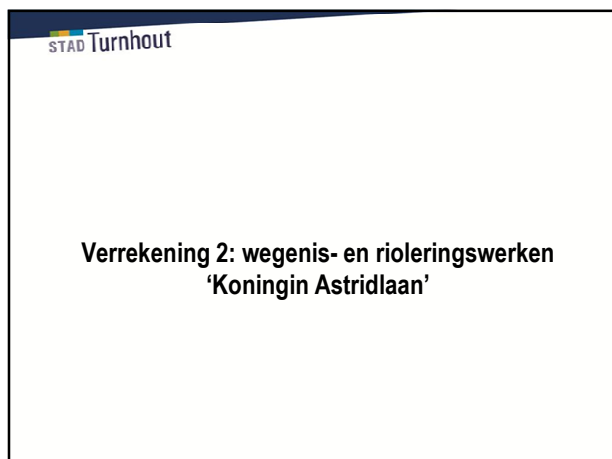 STAD Turnhout
Verrekening 2: wegenis- en rioleringswerken
‘Koningin Astridlaan’